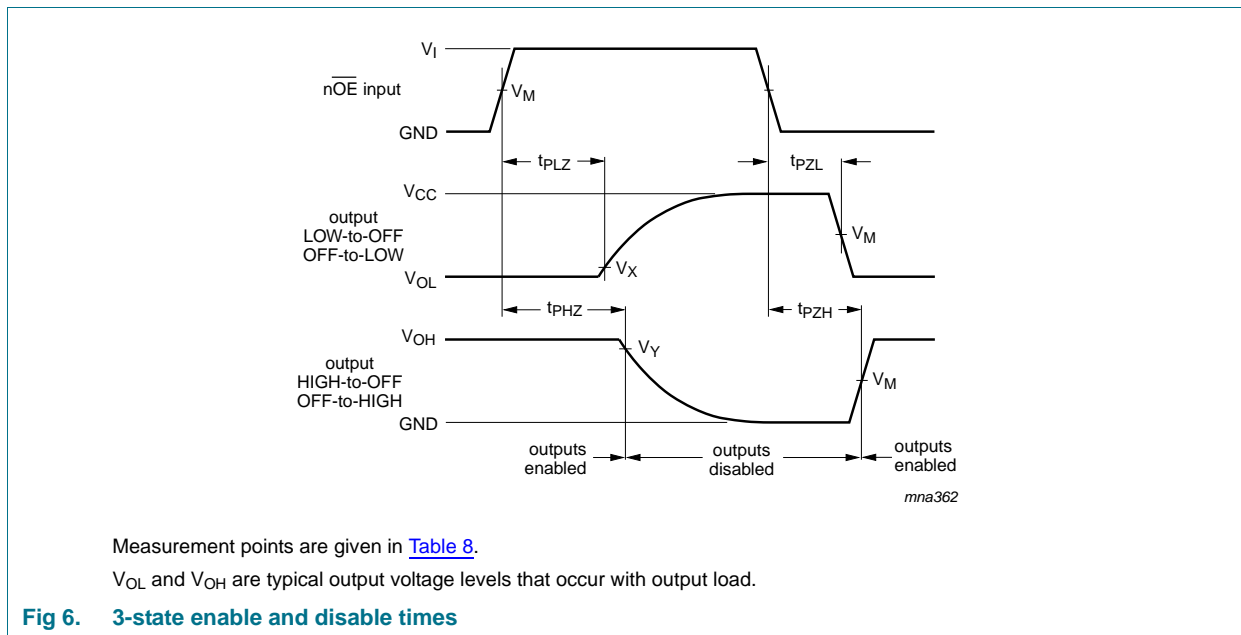 V_I
nOE input
V_M
GND
t_PLZ
t_PZL
V_CC
output
LOW-to-OFF
OFF-to-LOW
V_M
V_X
V_OL
t_PHZ
t_PZH
V_OH
V_Y
output
HIGH-to-OFF
OFF-to-HIGH
V_M
GND
outputs
enabled
outputs
disabled
outputs
enabled
mna362
Measurement points are given in Table 8.
V_OL and V_OH are typical output voltage levels that occur with output load.
Fig 6. 3-state enable and disable times